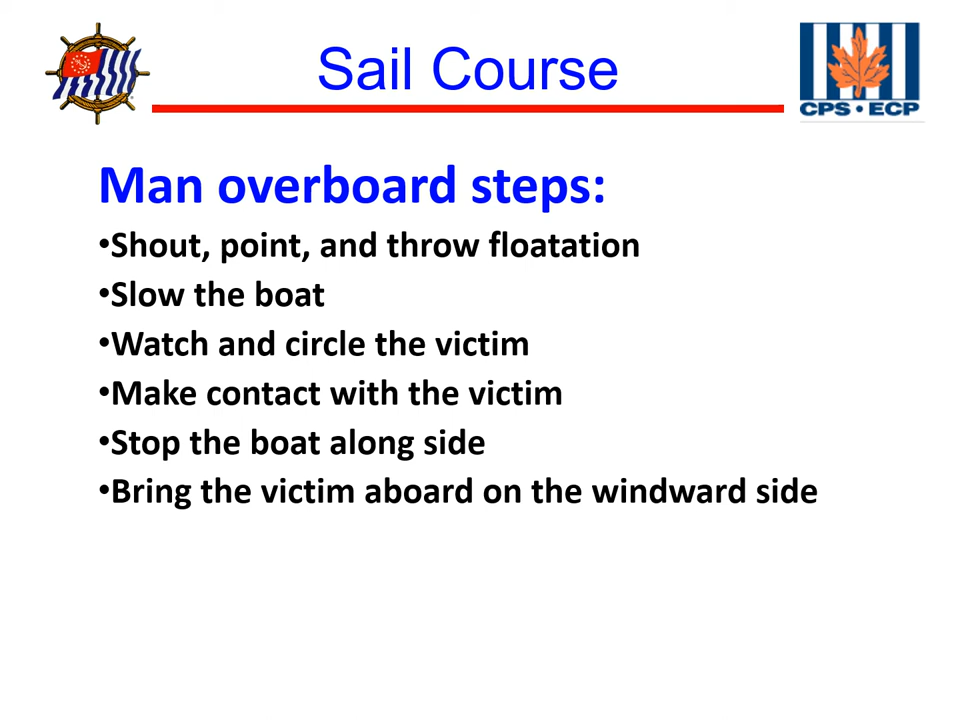 Sail Course
CPS • ECP
Man overboard steps:
•Shout, point, and throw floatation
•Slow the boat
•Watch and circle the victim
•Make contact with the victim
•Stop the boat along side
•Bring the victim aboard on the windward side